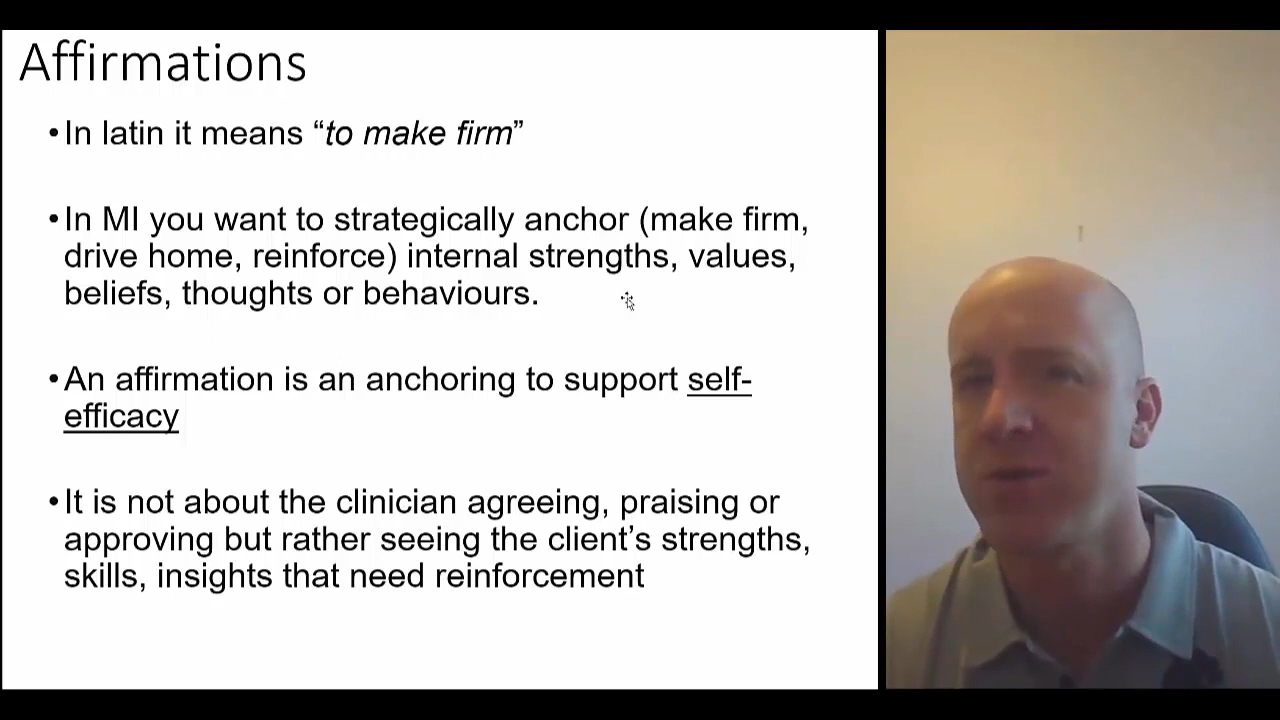 Affirmations
•In latin it means “to make firm”
•In MI you want to strategically anchor (make firm,
drive home, reinforce) internal strengths, values,
beliefs, thoughts or behaviours.
•An affirmation is an anchoring to support self-
efficacy
•It is not about the clinician agreeing, praising or
approving but rather seeing the client’s strengths,
skills, insights that need reinforcement